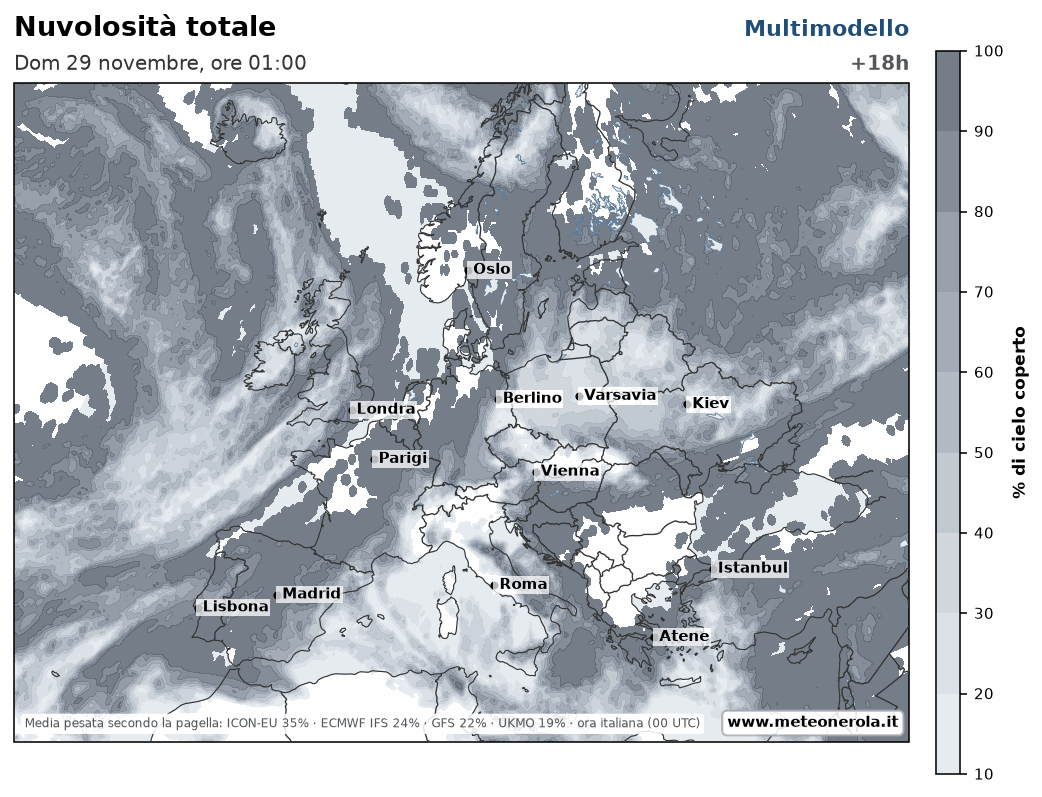 Nuvolosità totale
Multimodello
Dom 29 novembre, ore 01:00
+18h
100
90
80
70
60
50
40
30
20
10
% di cielo coperto
Oslo
Berlino
Varsavia
Kiev
Londra
Parigi
Vienna
Istanbul
Roma
Madrid
Lisbona
Atene
Media pesata secondo la pagella: ICON-EU 35% · ECMWF IFS 24% · GFS 22% · UKMO 19% · ora italiana (00 UTC)
www.meteonerola.it